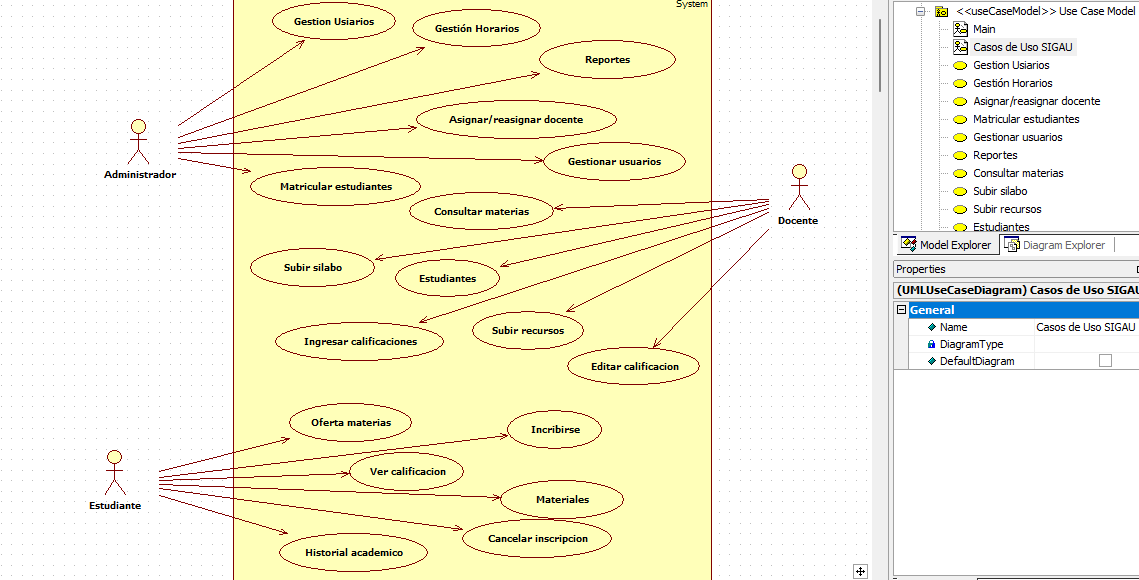 System
Gestion Usiarios
Gestión Horarios
Reportes
Asignar/reasignar docente
Gestionar usuarios
Administrador
Matricular estudiantes
Consultar materias
Docente
Subir silabo
Estudiantes
Subir recursos
Ingresar calificaciones
Editar calificacion
Oferta materias
Incribirse
Ver calificacion
Estudiante
Materiales
Cancelar inscripcion
Historial academico
<<useCaseModel>> Use Case Model
Main
Casos de Uso SIGAU
Gestion Usiarios
Gestión Horarios
Asignar/reasignar docente
Matricular estudiantes
Gestionar usuarios
Reportes
Consultar materias
Subir silabo
Subir recursos
Estudiantes
Model Explorer
Diagram Explorer
Properties
(UMLUseCaseDiagram) Casos de Uso SIGAU
General
Name Casos de Uso SIGAU
DiagramType
DefaultDiagram